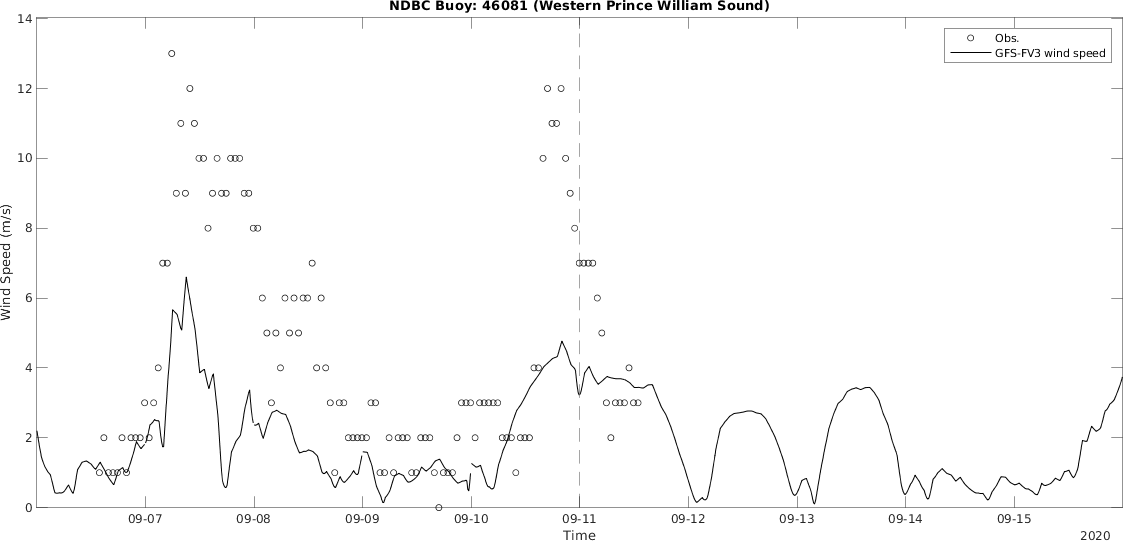 NDBC Buoy: 46081 (Western Prince William Sound)
14
12
10
8
6
4
2
0
Wind Speed (m/s)
Obs.
GFS-FV3 wind speed
09-07 09-08 09-09 09-10 09-11 09-12 09-13 09-14 09-15
Time
2020